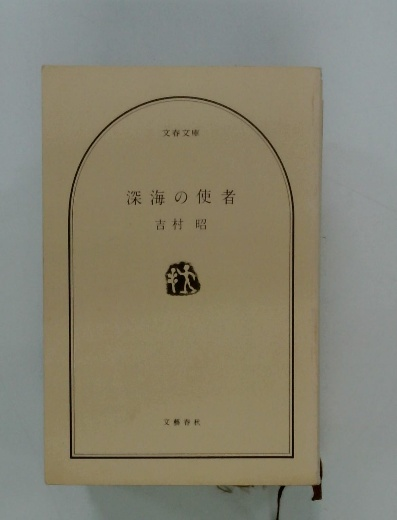 文春文庫
深海の使者
吉村 昭
文藝春秋